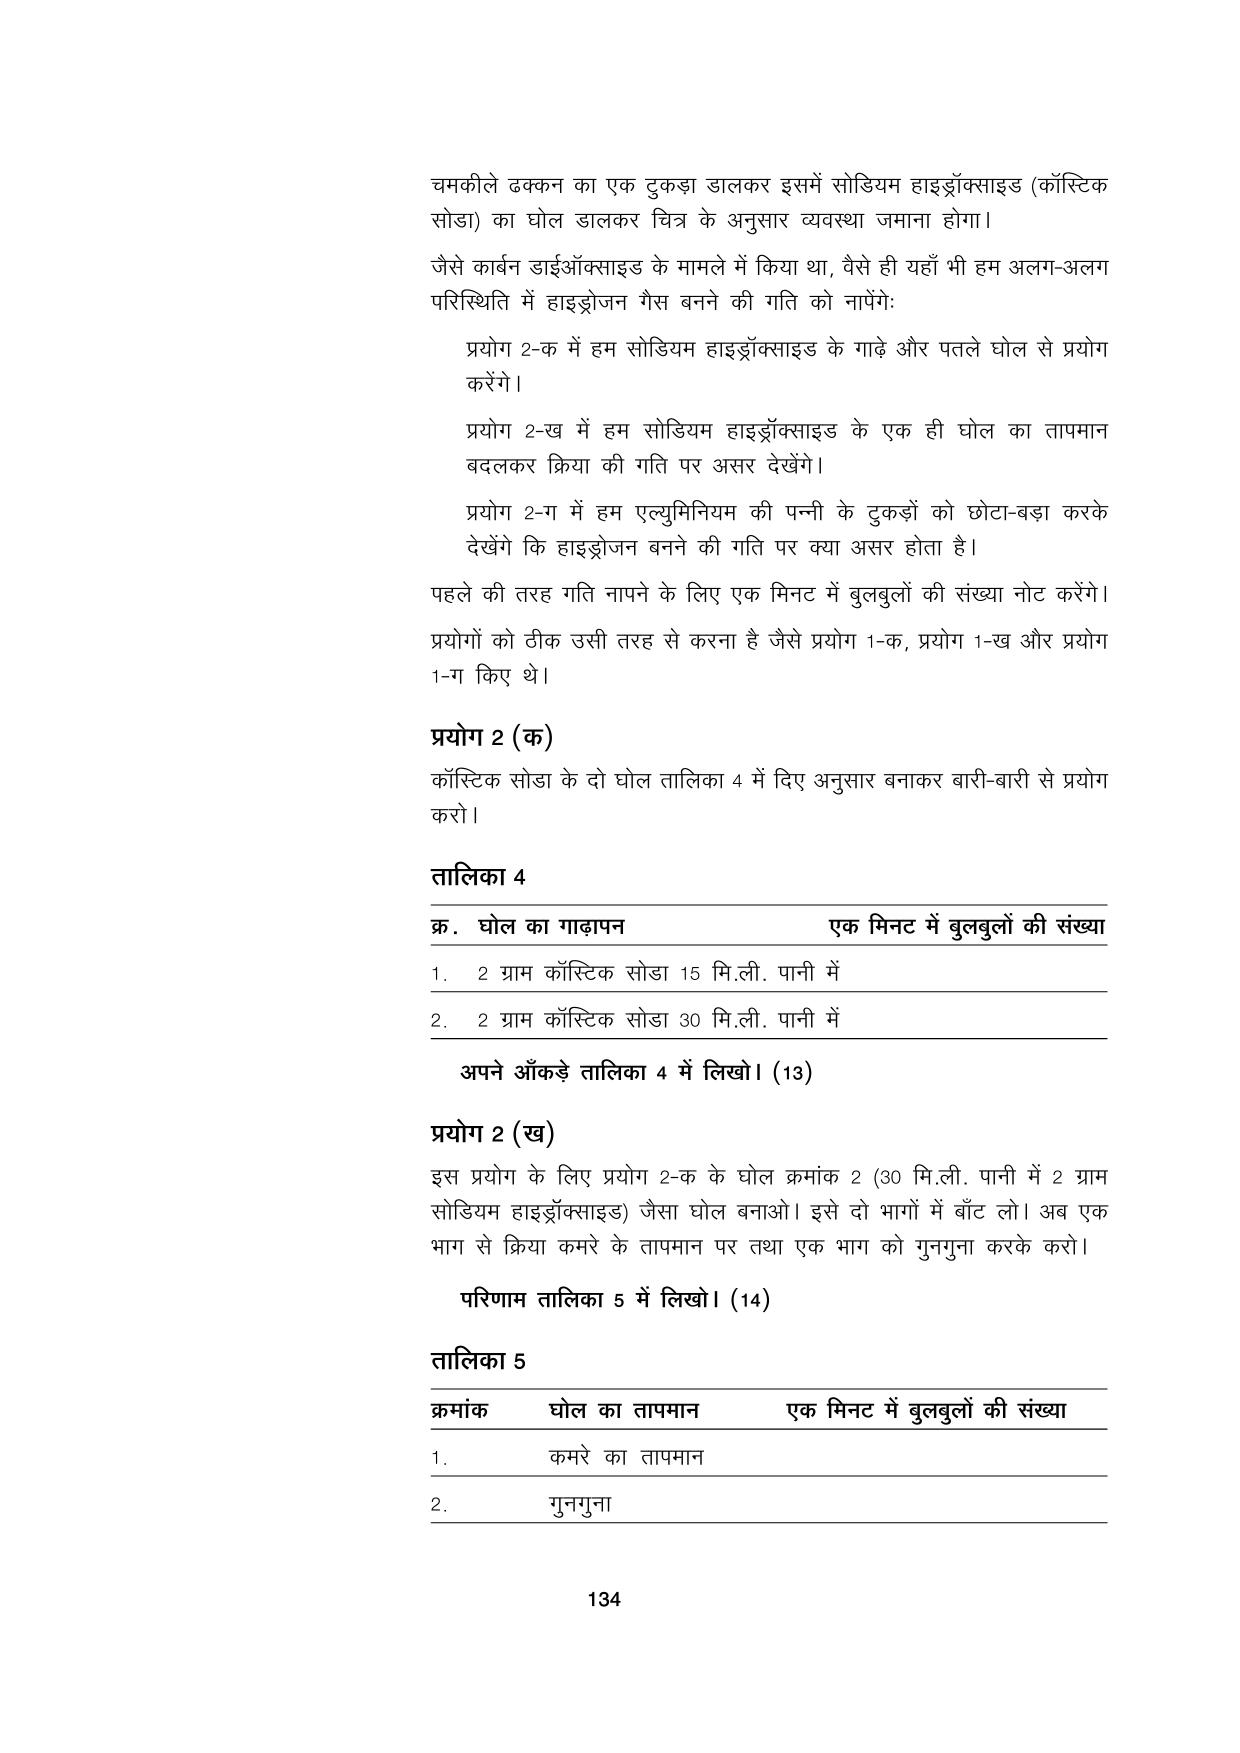 चमकीले ढक्कन का एक टुकड़ा डालकर इसमें सोडियम हाइड्रॉक्साइड (कॉस्टिक
सोडा) का घोल डालकर चित्र के अनुसार व्यवस्था जमाना होगा।
जैसे कार्बन डाईऑक्साइड के मामले में किया था, वैसे ही यहाँ भी हम अलग-अलग
परिस्थिति में हाइड्रोजन गैस बनने की गति को नापेंगेः
प्रयोग 2-क में हम सोडियम हाइड्रॉक्साइड के गाढ़े और पतले घोल से प्रयोग
करेंगे।
प्रयोग 2-ख में हम सोडियम हाइड्रॉक्साइड के एक ही घोल का तापमान
बदलकर क्रिया की गति पर असर देखेंगे।
प्रयोग 2-ग में हम एल्युमिनियम की पन्नी के टुकड़ों को छोटा-बड़ा करके
देखेंगे कि हाइड्रोजन बनने की गति पर क्या असर होता है।
पहले की तरह गति नापने के लिए एक मिनट में बुलबुलों की संख्या नोट करेंगे।
प्रयोगों को ठीक उसी तरह से करना है जैसे प्रयोग 1-क, प्रयोग 1-ख और प्रयोग
1-ग किए थे।
प्रयोग 2 (क)
कॉस्टिक सोडा के दो घोल तालिका 4 में दिए अनुसार बनाकर बारी-बारी से प्रयोग
करो।
तालिका 4
क्र. घोल का गाढ़ापन एक मिनट में बुलबुलों की संख्या
1. 2 ग्राम कॉस्टिक सोडा 15 मि.ली. पानी में
2. 2 ग्राम कॉस्टिक सोडा 30 मि.ली. पानी में
अपने आँकड़े तालिका 4 में लिखो। (13)
प्रयोग 2 (ख)
इस प्रयोग के लिए प्रयोग 2-क के घोल क्रमांक 2 (30 मि.ली. पानी में 2 ग्राम
सोडियम हाइड्रॉक्साइड) जैसा घोल बनाओ। इसे दो भागों में बाँट लो। अब एक
भाग से क्रिया कमरे के तापमान पर तथा एक भाग को गुनगुना करके करो।
परिणाम तालिका 5 में लिखो। (14)
तालिका 5
क्रमांक घोल का तापमान एक मिनट में बुलबुलों की संख्या
1. कमरे का तापमान
2. गुनगुना
134